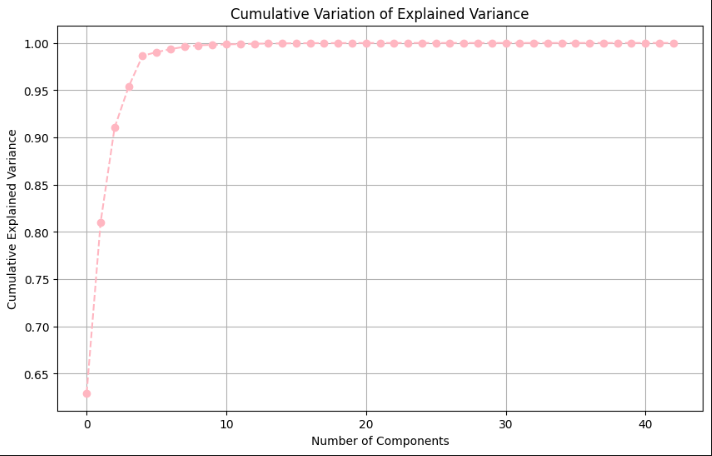 Cumulative Variation of Explained Variance
1.00
0.95
0.90
0.85
0.80
0.75
0.70
0.65
Cumulative Explained Variance
0 10 20 30 40
Number of Components